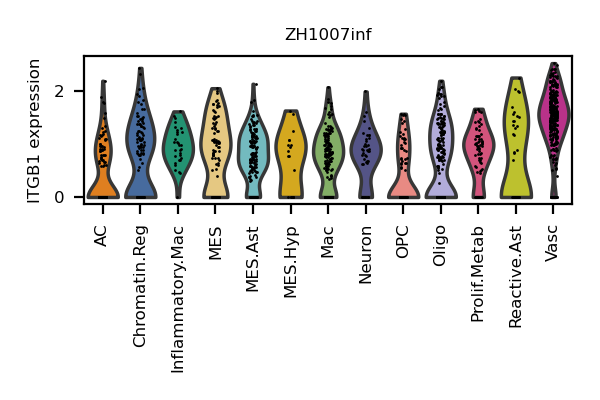 ZH1007inf
ITGB1 expression
2
0
AC
Chromatin.Reg
Inflammatory.Mac
MES
MES.Ast
MES.Hyp
Mac
Neuron
OPC
Oligo
Prolif.Metab
Reactive.Ast
Vasc